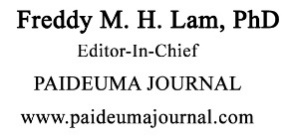 Freddy M. H. Lam, PhD
Editor-In-Chief
PAIDEUMA JOURNAL
www.paideumajournal.com